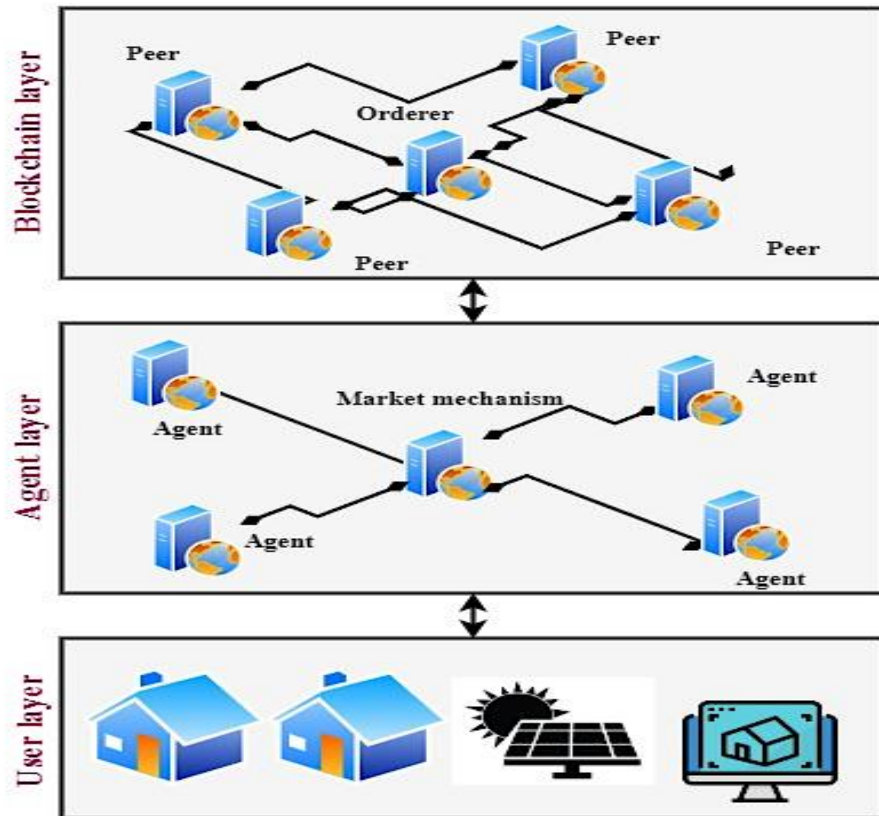 Blockchain layer
Peer
Peer
Orderer
Peer
Peer
Agent layer
Agent
Market mechanism
Agent
Agent
Agent
User layer